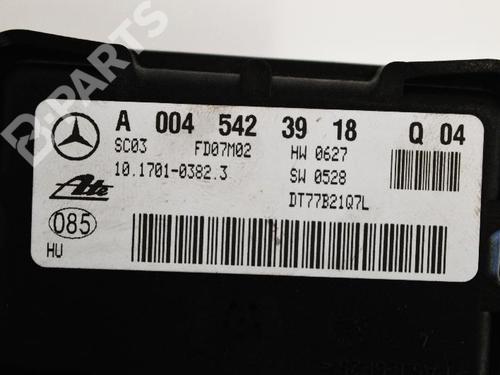 B-PARTS
A 004 542 39 18 Q 04
SC03 FD07M02 HW 0627
10.1701-0382.3 SW 0528
Ate DT77B21Q7L
085
HU